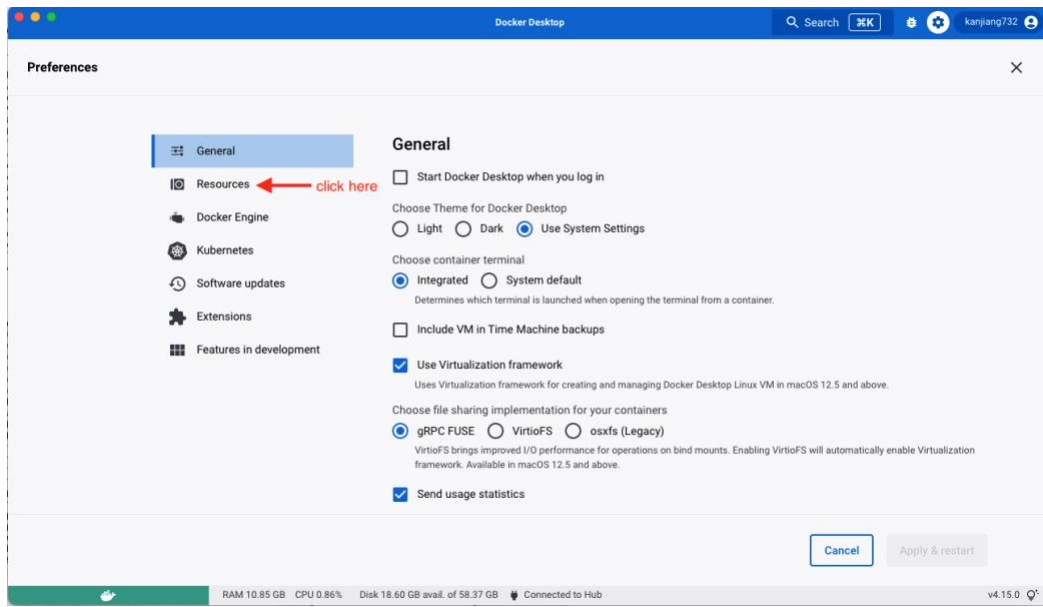 Docker Desktop
Search ⌘K
kanjiang732
Preferences
General
Resources
click here
Docker Engine
Kubernetes
Software updates
Extensions
Features in development
General
Start Docker Desktop when you log in
Choose Theme for Docker Desktop
Light Dark Use System Settings
Choose container terminal
Integrated System default
Determines which terminal is launched when opening the terminal from a container.
Include VM in Time Machine backups
Use Virtualization framework
Uses Virtualization framework for creating and managing Docker Desktop Linux VM in macOS 12.5 and above.
Choose file sharing implementation for your containers
gRPC FUSE VirtioFS osxfs (Legacy)
VirtioFS brings improved I/O performance for operations on bind mounts. Enabling VirtioFS will automatically enable Virtualization
framework. Available in macOS 12.5 and above.
Send usage statistics
Cancel Apply & restart
RAM 10.85 GB CPU 0.86% Disk 18.60 GB avail. of 58.37 GB Connected to Hub v4.15.0